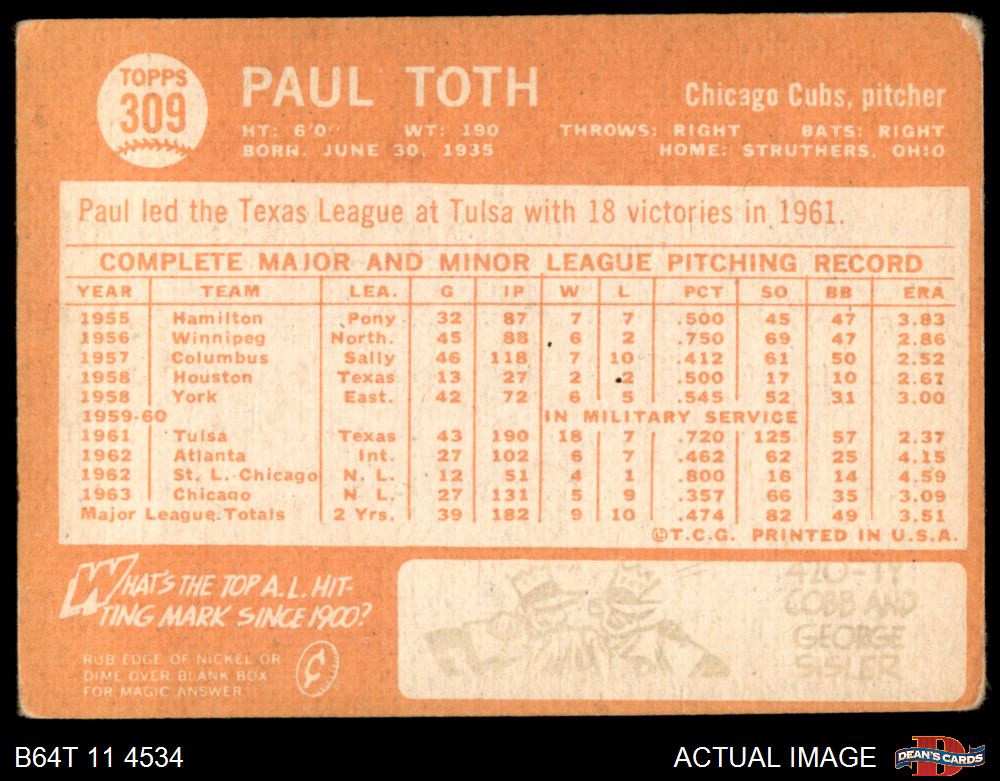 TOPPS
309
PAUL TOTH
Chicago Cubs, pitcher
HT: 6'0" WT: 190 THROWS: RIGHT BATS: RIGHT
BORN. JUNE 30, 1935 HOME: STRUTHERS, OHIO
Paul led the Texas League at Tulsa with 18 victories in 1961.
COMPLETE MAJOR AND MINOR LEAGUE PITCHING RECORD
YEAR TEAM LEA. G IP W L PCT SO BB ERA
1955 Hamilton Pony 32 87 7 7 .500 45 47 3.83
1956 Winnipeg North. 45 88 6 2 .750 69 47 2.86
1957 Columbus Sally 46 118 7 10 .412 61 50 2.52
1958 Houston Texas 13 27 2 2 .500 17 10 2.67
1958 York East. 42 72 6 5 .545 52 31 3.00
1959-60 IN MILITARY SERVICE
1961 Tulsa Texas 43 190 18 7 .720 125 57 2.37
1962 Atlanta Int. 27 102 6 7 .462 62 25 4.15
1962 St. L.-Chicago N. L. 12 51 4 1 .800 16 14 4.59
1963 Chicago N L. 27 131 5 9 .357 66 35 3.09
Major League Totals 2 Yrs. 39 182 9 10 .474 82 49 3.51
©T.C.G. PRINTED IN U.S.A.
WHAT'S THE TOP A.L. HIT-
TING MARK SINCE 1900?
RUB EDGE OF NICKEL OR
DIME OVER BLANK BOX
FOR MAGIC ANSWER
420-TY
COBB AND
GEORGE
SISLER
B64T 11 4534
ACTUAL IMAGE
DEAN'S CARDS